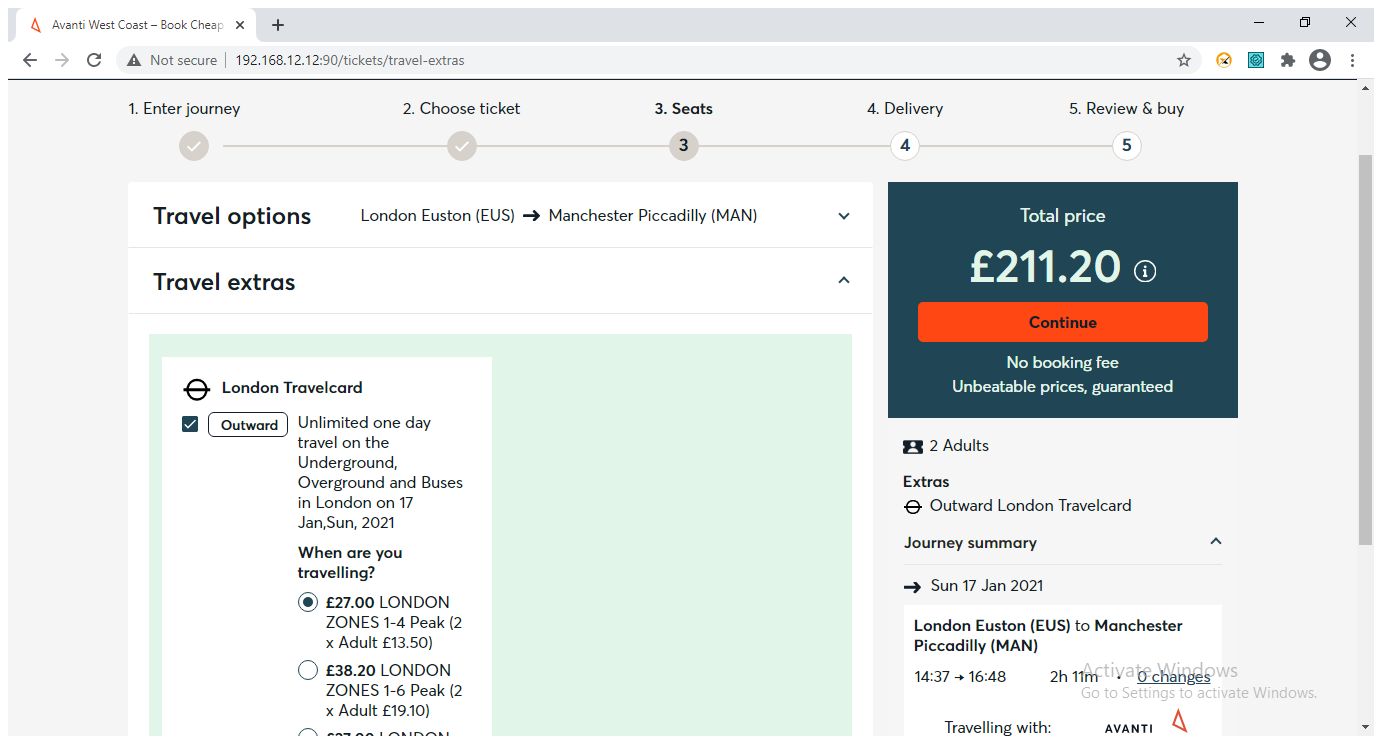 Avanti West Coast – Book Cheap
Not secure
192.168.12.12:90/tickets/travel-extras
1. Enter journey
2. Choose ticket
3. Seats
4. Delivery
5. Review & buy
3
4
5
Travel options
London Euston (EUS) → Manchester Piccadilly (MAN)
Travel extras
London Travelcard
Outward
Unlimited one day
travel on the
Underground,
Overground and Buses
in London on 17
Jan,Sun, 2021
When are you
travelling?
£27.00 LONDON
ZONES 1-4 Peak (2
x Adult £13.50)
£38.20 LONDON
ZONES 1-6 Peak (2
x Adult £19.10)
Total price
£211.20
Continue
No booking fee
Unbeatable prices, guaranteed
2 Adults
Extras
Outward London Travelcard
Journey summary
→ Sun 17 Jan 2021
London Euston (EUS) to Manchester
Piccadilly (MAN)
14:37 → 16:48 2h 11m · 0 changes
Travelling with: AVANTI
Activate Windows
Go to Settings to activate Windows.